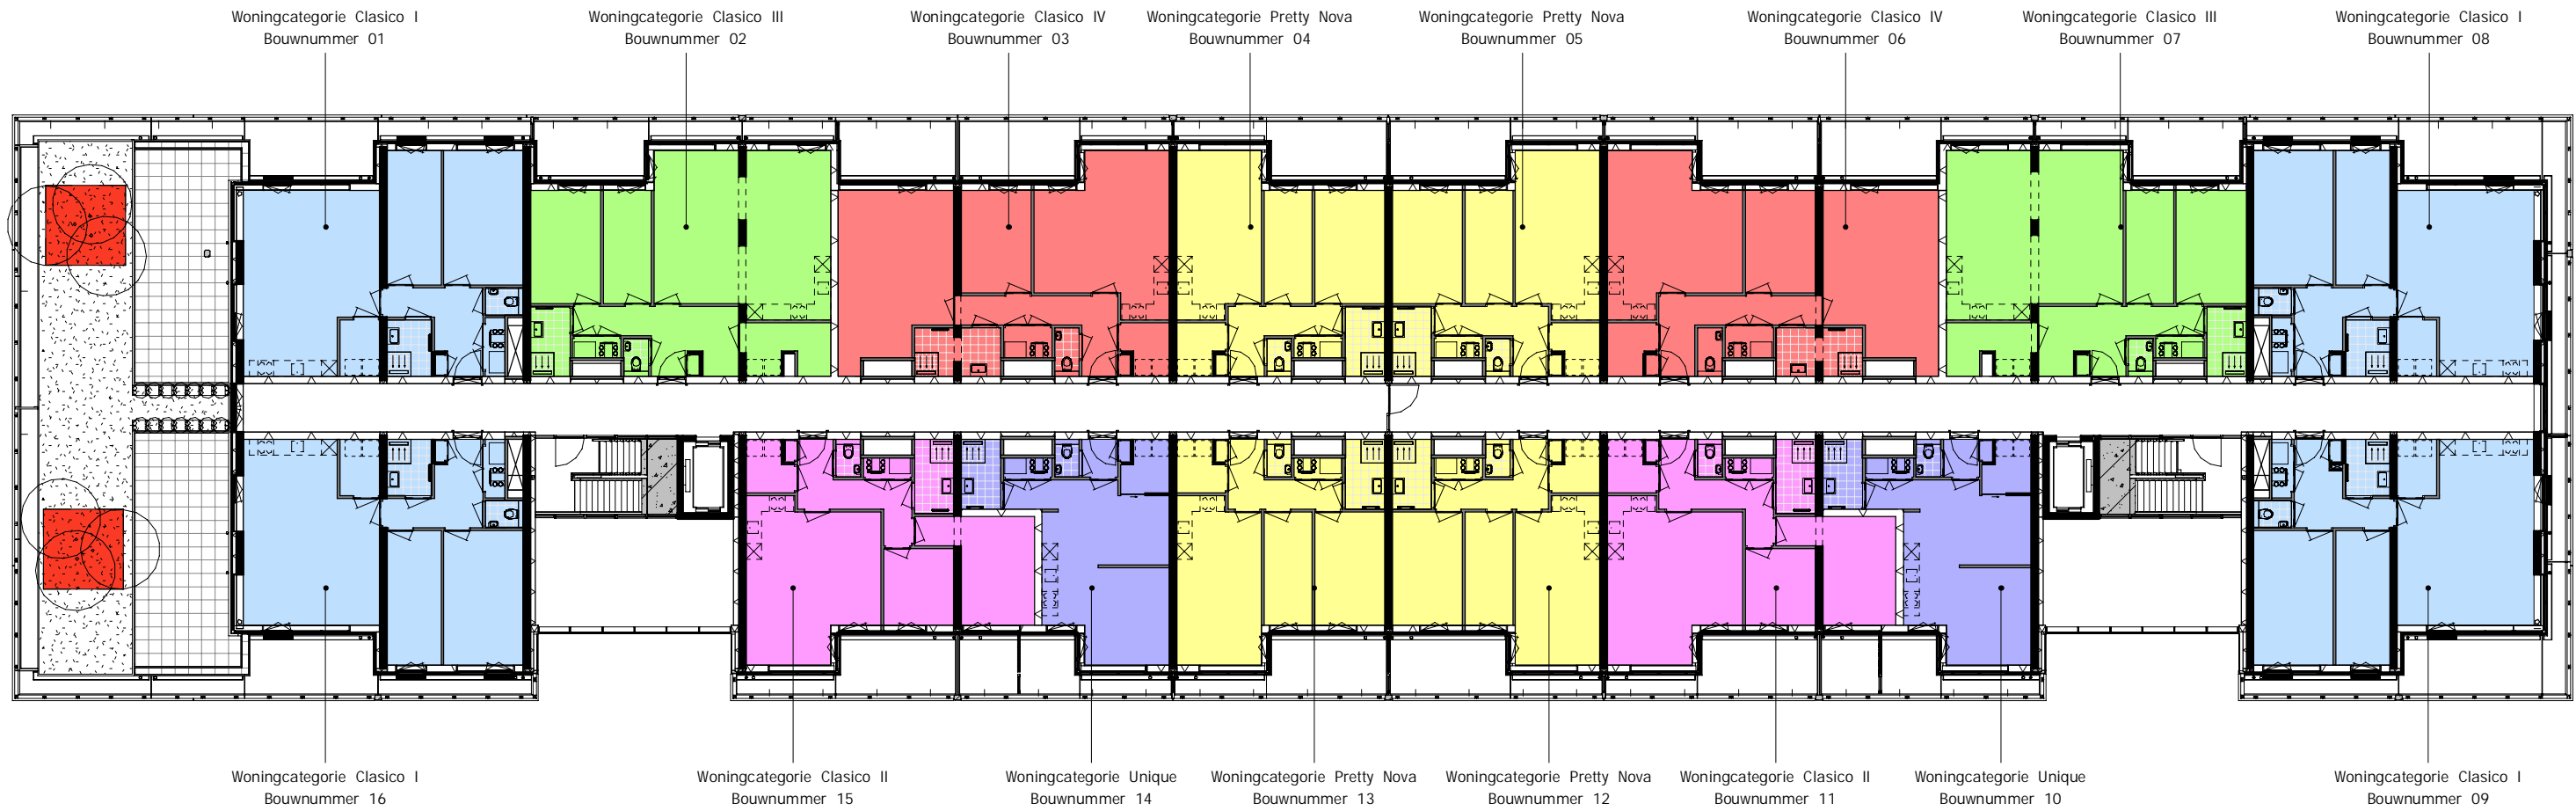 Woningcategorie Clasico I
Bouwnummer 01
Woningcategorie Clasico III
Bouwnummer 02
Woningcategorie Clasico IV
Bouwnummer 03
Woningcategorie Pretty Nova
Bouwnummer 04
Woningcategorie Pretty Nova
Bouwnummer 05
Woningcategorie Clasico IV
Bouwnummer 06
Woningcategorie Clasico III
Bouwnummer 07
Woningcategorie Clasico I
Bouwnummer 08
Woningcategorie Clasico I
Bouwnummer 16
Woningcategorie Clasico II
Bouwnummer 15
Woningcategorie Unique
Bouwnummer 14
Woningcategorie Pretty Nova
Bouwnummer 13
Woningcategorie Pretty Nova
Bouwnummer 12
Woningcategorie Clasico II
Bouwnummer 11
Woningcategorie Unique
Bouwnummer 10
Woningcategorie Clasico I
Bouwnummer 09